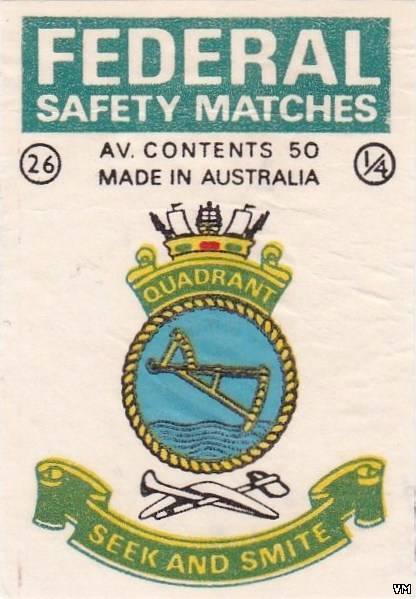 FEDERAL
SAFETY MATCHES
26 AV. CONTENTS 50 1/4
MADE IN AUSTRALIA
QUADRANT
SEEK AND SMITE
VM